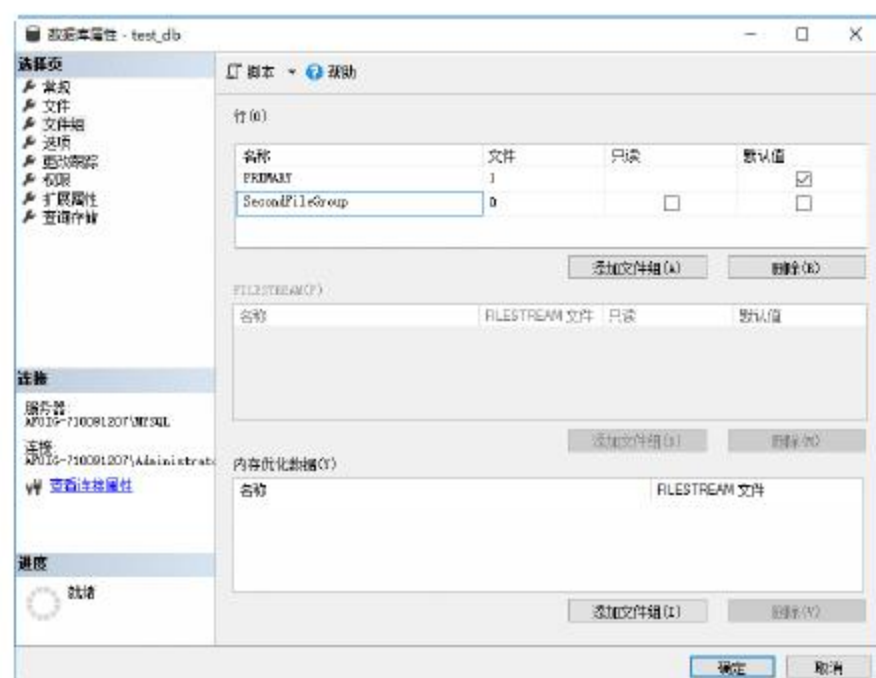 数据库属性 - test_db
选择页
常规
文件
文件组
选项
更改跟踪
权限
扩展属性
查询存储
脚本 帮助
行(O)
名称 文件 只读 默认值
PRIMARY 1
SecondFileGroup 0
添加文件组(A) 删除(R)
FILESTREAM(F)
名称 FILESTREAM 文件 只读 默认值
添加文件组(D) 删除(M)
内存优化数据(Y)
名称 FILESTREAM 文件
添加文件组(I) 删除(V)
连接
服务器:
连接:
查看连接属性
进度
就绪
确定 取消